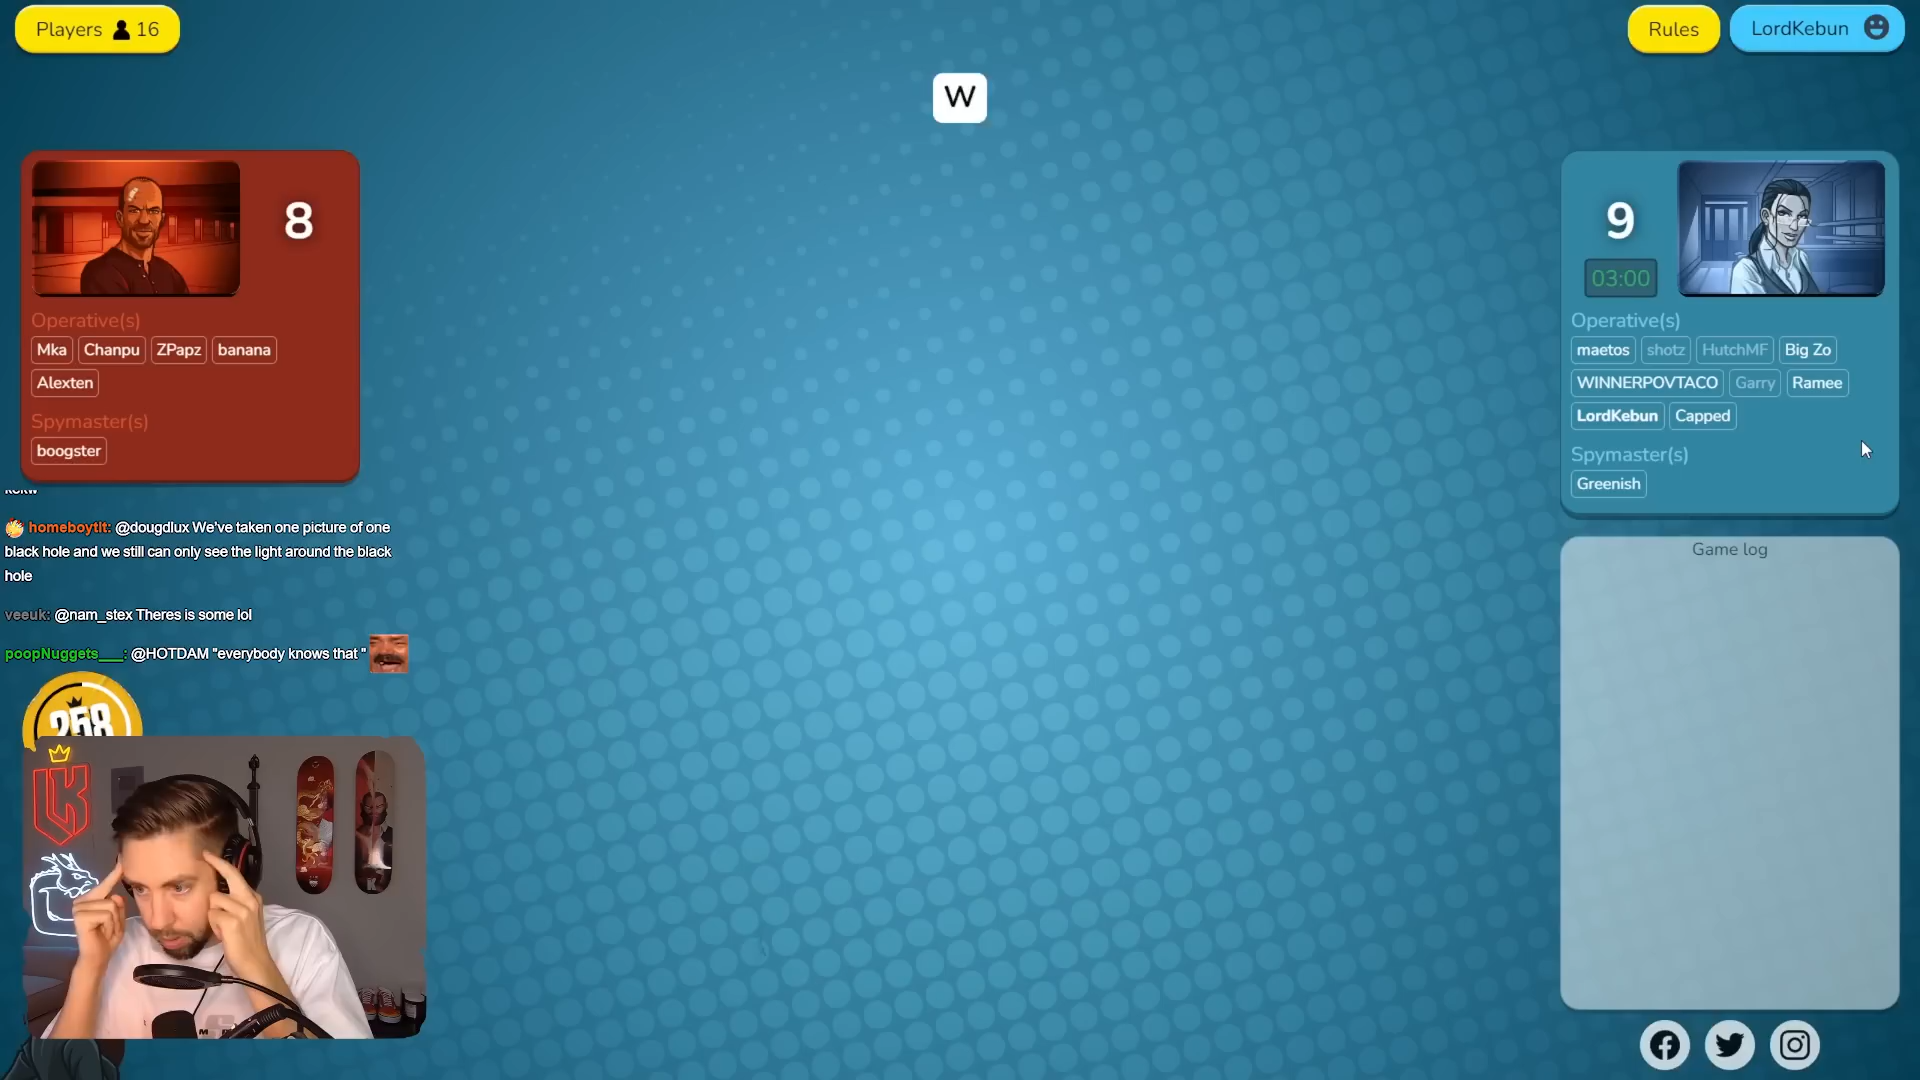 Players 16
Rules
LordKebun
W
8
Operative(s)
Mka Chanpu ZPapz banana
Alexten
Spymaster(s)
boogster
9
03:00
Operative(s)
maetos shotz HutchMF Big Zo
WINNERPOVTACO Garry Ramee
LordKebun Capped
Spymaster(s)
Greenish
Game log
homeboytlt: @dougdlux We've taken one picture of one
black hole and we still can only see the light around the black
hole
veeuk: @nam_stex Theres is some lol
poopNuggets___: @HOTDAM "everybody knows that "
258
LK
K